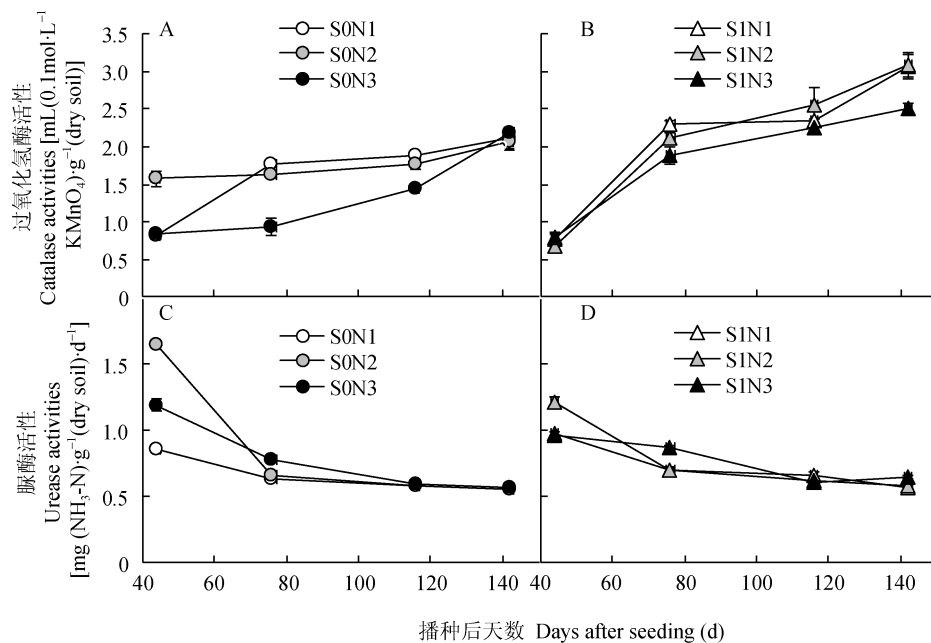 过氧化氢酶活性
Catalase activities [mL(0.1mol·L⁻¹
KMnO₄)·g⁻¹(dry soil)]
A
S0N1
S0N2
S0N3
3.5
3.0
2.5
2.0
1.5
1.0
0.5
0
B
S1N1
S1N2
S1N3
脲酶活性
Urease activities
[mg (NH₃-N)·g⁻¹(dry soil)·d⁻¹]
C
S0N1
S0N2
S0N3
1.5
1.0
0.5
0
D
S1N1
S1N2
S1N3
40 60 80 100 120 140
40 60 80 100 120 140
播种后天数 Days after seeding (d)